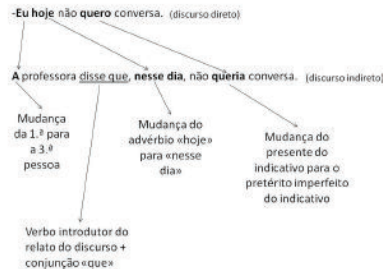 -Eu hoje não quero conversa. (discurso direto)
A professora disse que, nesse dia, não queria conversa. (discurso indireto)
Mudança
da 1.ª para
a 3.ª
pessoa
Mudança do
advérbio «hoje»
para «nesse
dia»
Mudança do
presente do
indicativo para o
pretérito imperfeito
do indicativo
Verbo introdutor do
relato do discurso +
conjunção «que»